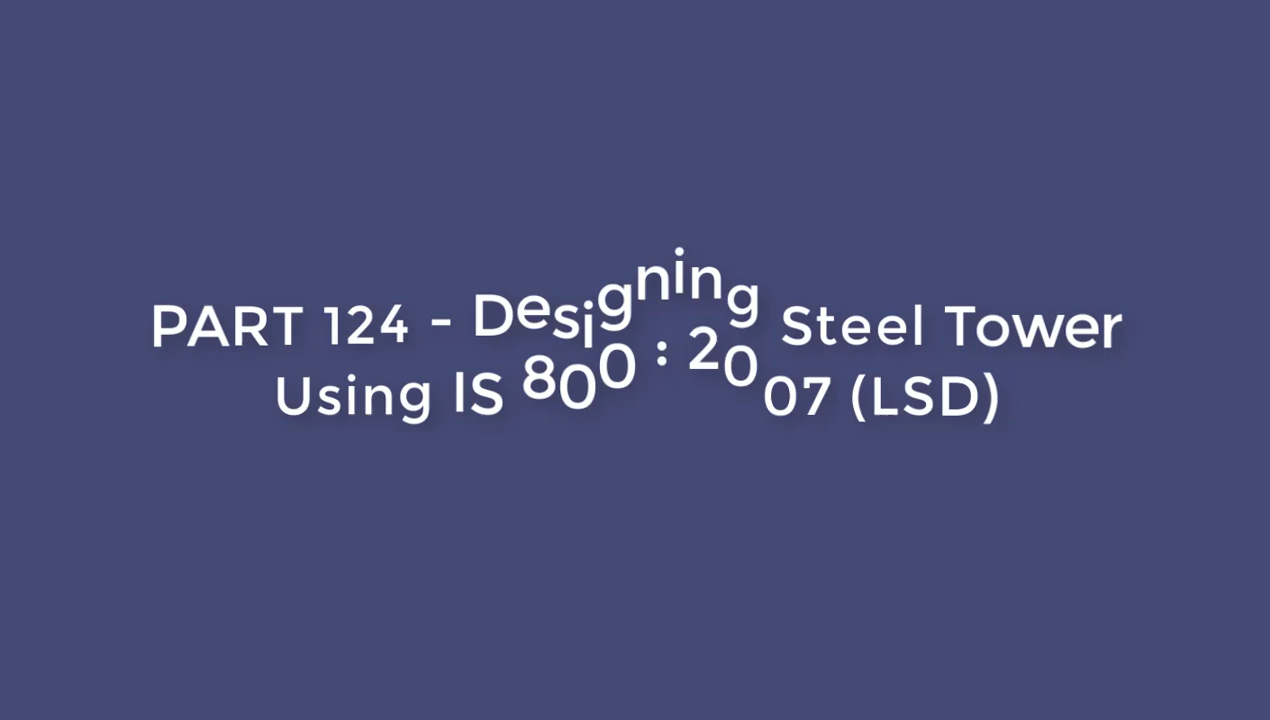 PART 124 - Designing Steel Tower
Using IS 800 : 2007 (LSD)